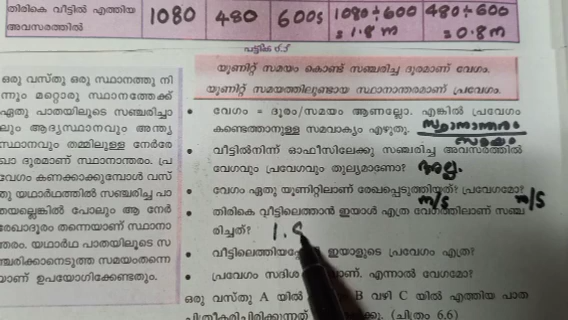 തിരികെ വീട്ടിൽ എത്തിയ
അവസരത്തിൽ
1080
480
600s
1080÷600
= 1.8 m
480÷600
= 0.8 m
പട്ടിക 6.5
യൂണിറ്റ് സമയം കൊണ്ട് സഞ്ചരിച്ച ദൂരമാണ് വേഗം.
യൂണിറ്റ് സമയത്തിലുണ്ടായ സ്ഥാനാന്തരമാണ് പ്രവേഗം.
ഒരു വസ്തു ഒരു സ്ഥാനത്തു നി
ന്നും മറ്റൊരു സ്ഥാനത്തേക്ക്
ഏതു പാതയിലൂടെ സഞ്ചരിച്ചാ
ലും ആദ്യസ്ഥാനവും അന്ത്യ
സ്ഥാനവും തമ്മിലുള്ള നേർരേ
ഖാ ദൂരമാണ് സ്ഥാനാന്തരം. പ്ര
വേഗം കണക്കാക്കുമ്പോൾ വസ്
തു യഥാർഥത്തിൽ സഞ്ചരിച്ച പാ
തയല്ലെങ്കിൽ പോലും ആ നേർ
രേഖാദൂരം തന്നെയാണ് സ്ഥാനാ
ന്തരം. യഥാർഥ പാതയിലൂടെ സ
ഞ്ചരിക്കാനെടുത്ത സമയംതന്നെ
യാണ് ഉപയോഗിക്കേണ്ടതും.
• വേഗം = ദൂരം/സമയം ആണല്ലോ. എങ്കിൽ പ്രവേഗം
കണ്ടെത്താനുള്ള സമവാക്യം എഴുതൂ. സ്ഥാനാന്തരം
സമയം
• വീട്ടിൽനിന്ന് ഓഫീസിലേക്കു സഞ്ചരിച്ച അവസരത്തിൽ
വേഗവും പ്രവേഗവും തുല്യമാണോ? അല്ല.
• വേഗം ഏതു യൂണിറ്റിലാണ് രേഖപ്പെടുത്തിയത്? പ്രവേഗമോ?
m/s m/s
• തിരികെ വീട്ടിലെത്താൻ ഇയാൾ എത്ര വേഗത്തിലാണ് സഞ്ച
രിച്ചത്? 1.
• ഇയാളുടെ പ്രവേഗം എത്ര?
• പ്രവേഗം സദിശ എന്നാൽ വേഗമോ?
ഒരു വസ്തു A യിൽ B വഴി C യിൽ എത്തിയ പാത
(ചിത്രം 6.6)